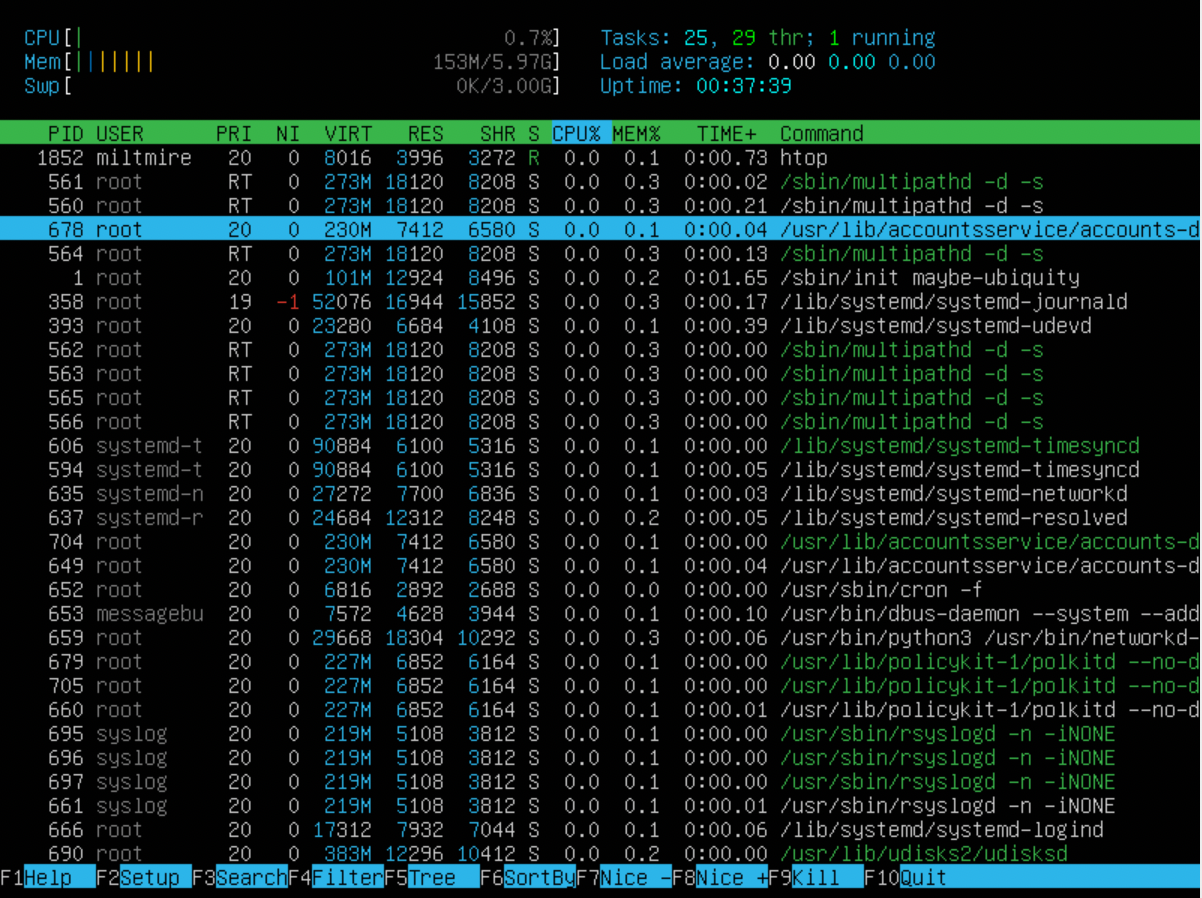 CPU[| 0.7%] Tasks: 25, 29 thr; 1 running
Mem[||||||| 153M/5.97G] Load average: 0.00 0.00 0.00
Swp[ 0K/3.00G] Uptime: 00:37:39
PID USER PRI NI VIRT RES SHR S CPU% MEM% TIME+ Command
1852 miltmire 20 0 8016 3996 3272 R 0.0 0.1 0:00.73 htop
561 root RT 0 273M 18120 8208 S 0.0 0.3 0:00.02 /sbin/multipathd -d -s
560 root RT 0 273M 18120 8208 S 0.0 0.3 0:00.21 /sbin/multipathd -d -s
678 root 20 0 230M 7412 6580 S 0.0 0.1 0:00.04 /usr/lib/accountsservice/accounts-d
564 root RT 0 273M 18120 8208 S 0.0 0.3 0:00.13 /sbin/multipathd -d -s
1 root 20 0 101M 12924 8496 S 0.0 0.2 0:01.65 /sbin/init maybe-ubiquity
358 root 19 -1 52076 16944 15852 S 0.0 0.3 0:00.17 /lib/systemd/systemd-journald
393 root 20 0 23280 6684 4108 S 0.0 0.1 0:00.39 /lib/systemd/systemd-udevd
562 root RT 0 273M 18120 8208 S 0.0 0.3 0:00.00 /sbin/multipathd -d -s
563 root RT 0 273M 18120 8208 S 0.0 0.3 0:00.00 /sbin/multipathd -d -s
565 root RT 0 273M 18120 8208 S 0.0 0.3 0:00.00 /sbin/multipathd -d -s
566 root RT 0 273M 18120 8208 S 0.0 0.3 0:00.00 /sbin/multipathd -d -s
606 systemd-t 20 0 90884 6100 5316 S 0.0 0.1 0:00.00 /lib/systemd/systemd-timesyncd
594 systemd-t 20 0 90884 6100 5316 S 0.0 0.1 0:00.05 /lib/systemd/systemd-timesyncd
635 systemd-n 20 0 27272 7700 6836 S 0.0 0.1 0:00.03 /lib/systemd/systemd-networkd
637 systemd-r 20 0 24684 12312 8248 S 0.0 0.2 0:00.05 /lib/systemd/systemd-resolved
704 root 20 0 230M 7412 6580 S 0.0 0.1 0:00.00 /usr/lib/accountsservice/accounts-d
649 root 20 0 230M 7412 6580 S 0.0 0.1 0:00.04 /usr/lib/accountsservice/accounts-d
652 root 20 0 6816 2892 2688 S 0.0 0.0 0:00.00 /usr/sbin/cron -f
653 messagebu 20 0 7572 4628 3944 S 0.0 0.1 0:00.10 /usr/bin/dbus-daemon --system --add
659 root 20 0 29668 18304 10292 S 0.0 0.3 0:00.06 /usr/bin/python3 /usr/bin/networkd-
679 root 20 0 227M 6852 6164 S 0.0 0.1 0:00.00 /usr/lib/policykit-1/polkitd --no-d
705 root 20 0 227M 6852 6164 S 0.0 0.1 0:00.00 /usr/lib/policykit-1/polkitd --no-d
660 root 20 0 227M 6852 6164 S 0.0 0.1 0:00.01 /usr/lib/policykit-1/polkitd --no-d
695 syslog 20 0 219M 5108 3812 S 0.0 0.1 0:00.00 /usr/sbin/rsyslogd -n -iNONE
696 syslog 20 0 219M 5108 3812 S 0.0 0.1 0:00.00 /usr/sbin/rsyslogd -n -iNONE
697 syslog 20 0 219M 5108 3812 S 0.0 0.1 0:00.00 /usr/sbin/rsyslogd -n -iNONE
661 syslog 20 0 219M 5108 3812 S 0.0 0.1 0:00.01 /usr/sbin/rsyslogd -n -iNONE
666 root 20 0 17312 7932 7044 S 0.0 0.1 0:00.06 /lib/systemd/systemd-logind
690 root 20 0 383M 12296 10412 S 0.0 0.2 0:00.00 /usr/lib/udisks2/udisksd
F1Help F2Setup F3SearchF4FilterF5Tree F6SortByF7Nice -F8Nice +F9Kill F10Quit